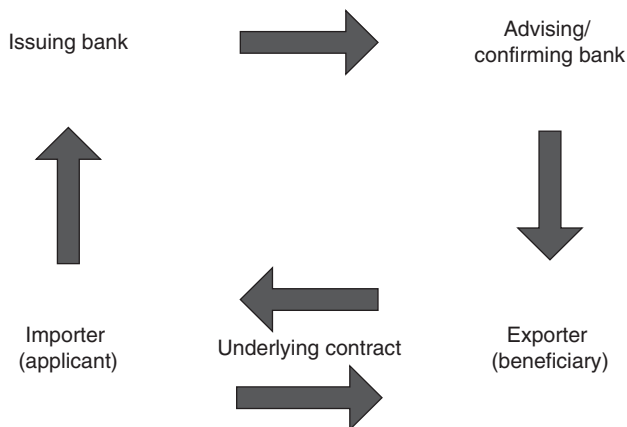 Issuing bank
Advising/
confirming bank
Importer
(applicant)
Underlying contract
Exporter
(beneficiary)